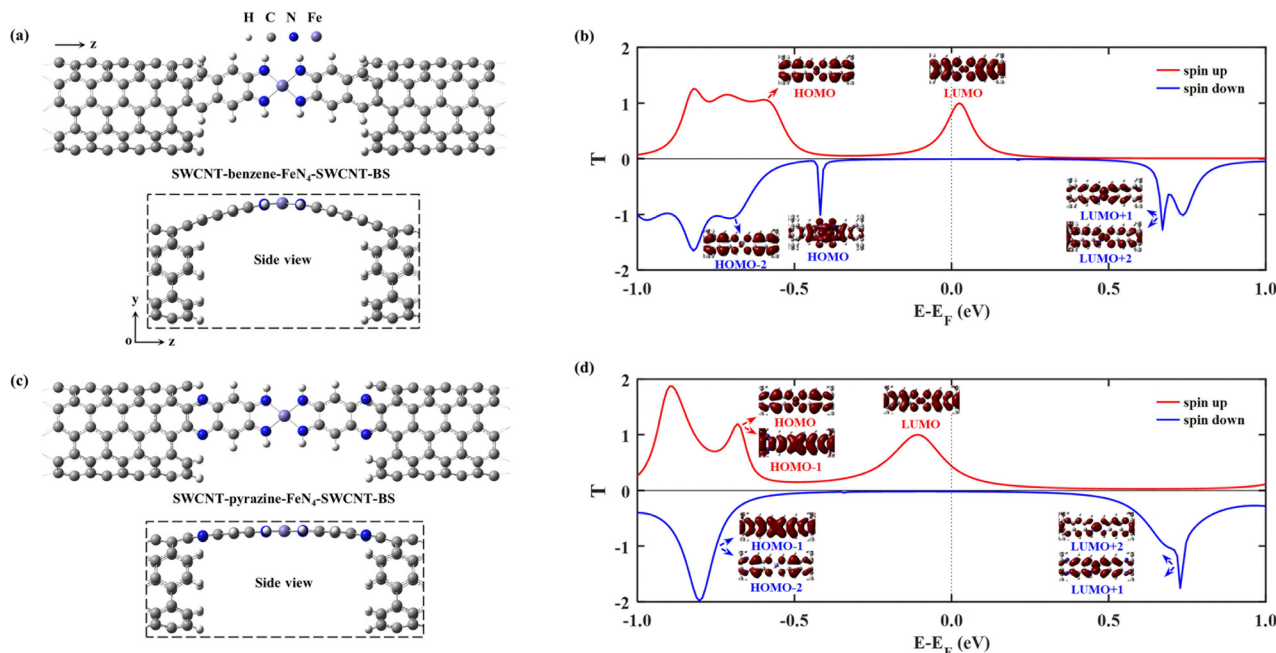 (a)
H C N Fe
z
SWCNT-benzene-FeN₄-SWCNT-BS
Side view
y
o z
(b)
2
1
0
-1
-2
T
HOMO
LUMO
spin up
spin down
HOMO-2
HOMO
LUMO+1
LUMO+2
-1.0 -0.5 0.0 0.5 1.0
E-E_F (eV)
(c)
SWCNT-pyrazine-FeN₄-SWCNT-BS
Side view
(d)
2
1
0
-1
-2
T
HOMO
HOMO-1
LUMO
spin up
spin down
HOMO-1
HOMO-2
LUMO+2
LUMO+1
-1.0 -0.5 0.0 0.5 1.0
E-E_F (eV)